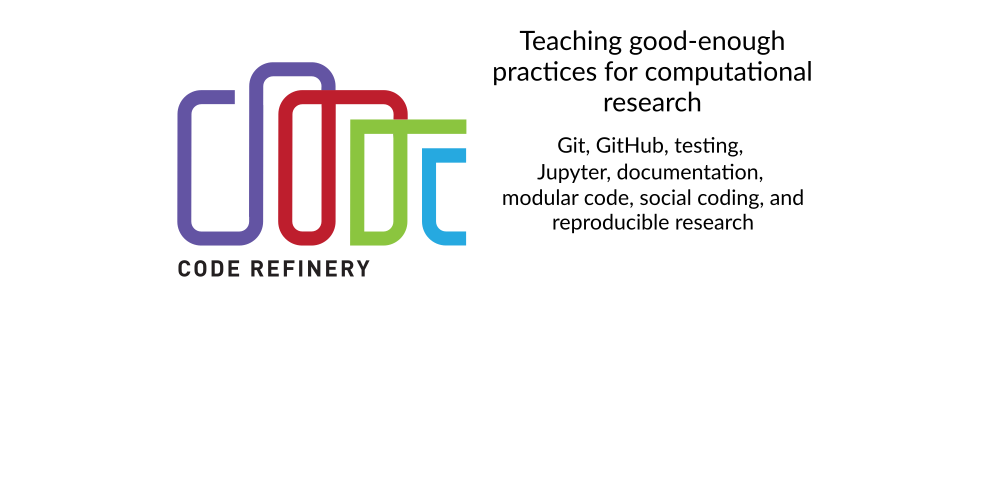 CODE REFINERY
Teaching good-enough
practices for computational
research
Git, GitHub, testing,
Jupyter, documentation,
modular code, social coding, and
reproducible research